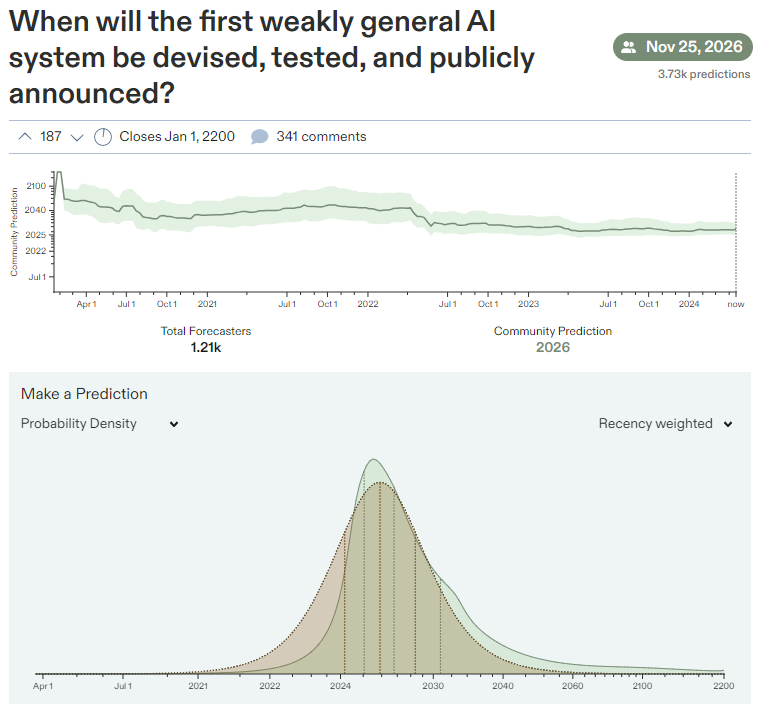 When will the first weakly general AI
system be devised, tested, and publicly
announced?
Nov 25, 2026
3.73k predictions
187
Closes Jan 1, 2200
341 comments
Community Prediction
2100
2040
2025
2022
Jul 1
Apr 1 Jul 1 Oct 1 2021 Jul 1 Oct 1 2022 Jul 1 Oct 1 2023 Jul 1 Oct 1 2024 now
Total Forecasters
1.21k
Community Prediction
2026
Make a Prediction
Probability Density
Recency weighted
Apr 1 Jul 1 2021 2022 2024 2030 2040 2060 2100 2200